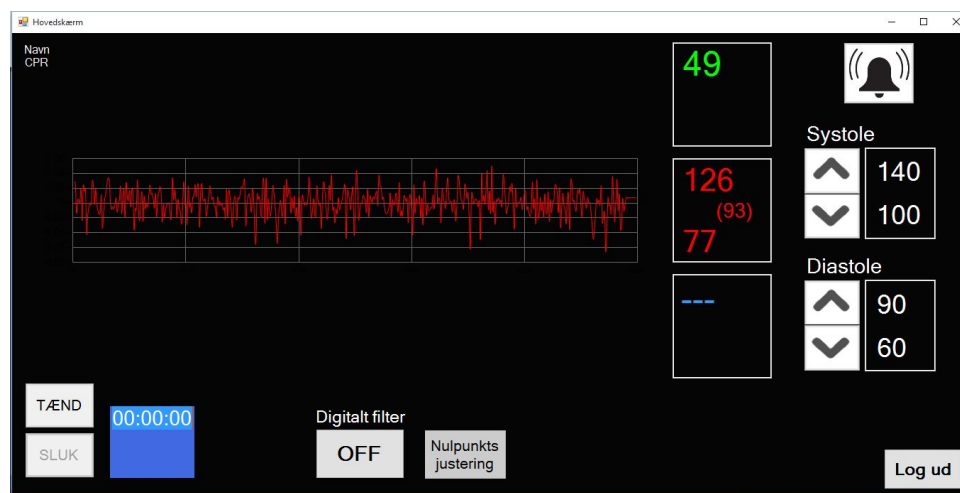 Hovedskærm
Navn
CPR
49
126
(93)
77
---
Systole
140
100
Diastole
90
60
TÆND
SLUK
00:00:00
Digitalt filter
OFF
Nulpunkts
justering
Log ud